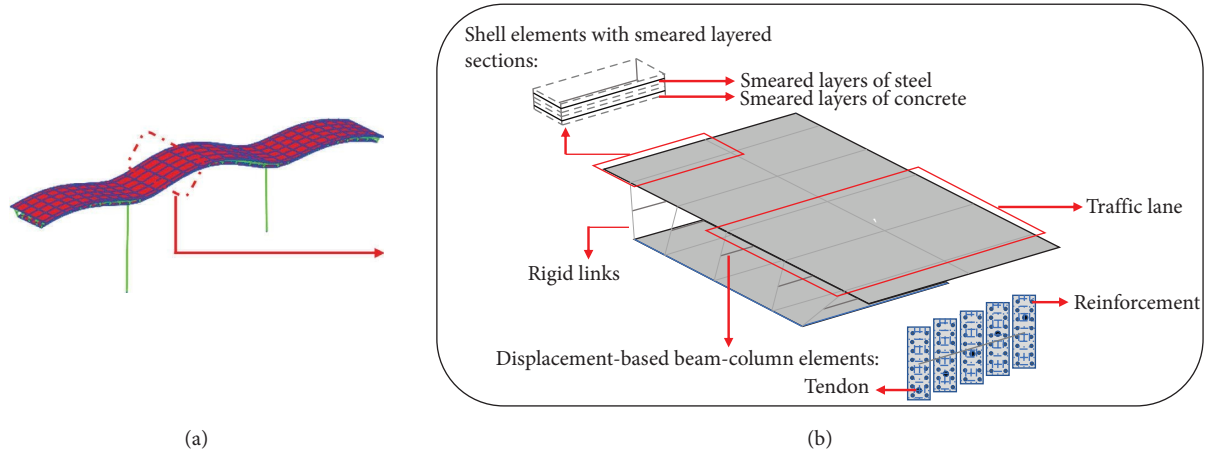 Shell elements with smeared layered
sections:
Smeared layers of steel
Smeared layers of concrete
Traffic lane
Rigid links
Reinforcement
Displacement-based beam-column elements:
Tendon
(a)
(b)